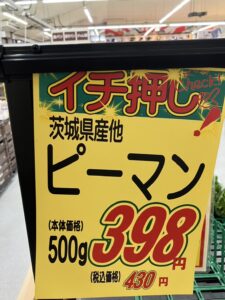 イチ押し
Check!
茨城県産他
ピーマン
(本体価格)
500g 398円
(税込価格) 430円